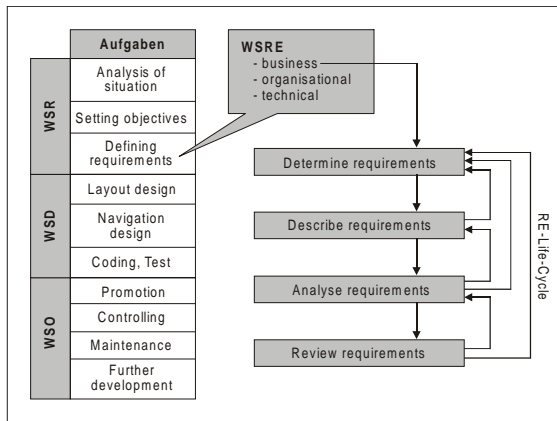 Aufgaben
WSR
Analysis of
situation
Setting objectives
Defining
requirements
WSD
Layout design
Navigation
design
Coding, Test
WSO
Promotion
Controlling
Maintenance
Further
development
WSRE
- business
- organisational
- technical
Determine requirements
Describe requirements
Analyse requirements
Review requirements
RE-Life-Cycle